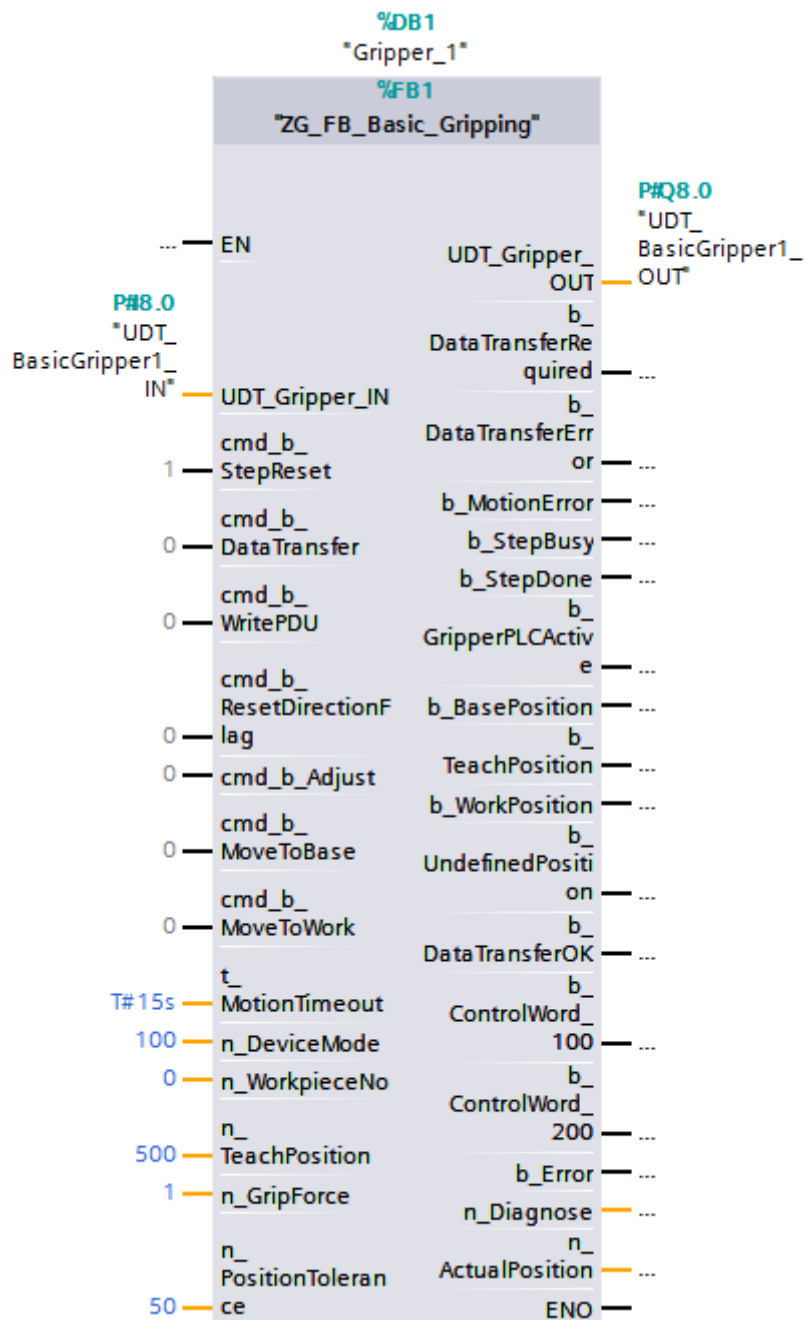 %DB1
"Gripper_1"
%FB1
"ZG_FB_Basic_Gripping"
... EN
P#I8.0
"UDT_
BasicGripper1_
IN"
UDT_Gripper_IN
cmd_b_
1 StepReset
cmd_b_
0 DataTransfer
cmd_b_
0 WritePDU
cmd_b_
ResetDirectionF
0 lag
0 cmd_b_Adjust
cmd_b_
0 MoveToBase
cmd_b_
0 MoveToWork
t_
T#15s MotionTimeout
100 n_DeviceMode
0 n_WorkpieceNo
n_
500 TeachPosition
1 n_GripForce
n_
PositionToleran
50 ce
P#Q8.0
"UDT_
BasicGripper1_
OUT"
UDT_Gripper_
OUT
b_
DataTransferRe
quired ...
b_
DataTransferErr
or ...
b_MotionError ...
b_StepBusy ...
b_StepDone ...
b_
GripperPLCActiv
e ...
b_BasePosition ...
b_
TeachPosition ...
b_WorkPosition ...
b_
UndefinedPositi
on ...
b_
DataTransferOK ...
b_
ControlWord_
100 ...
b_
ControlWord_
200 ...
b_Error ...
n_Diagnose ...
n_
ActualPosition ...
ENO